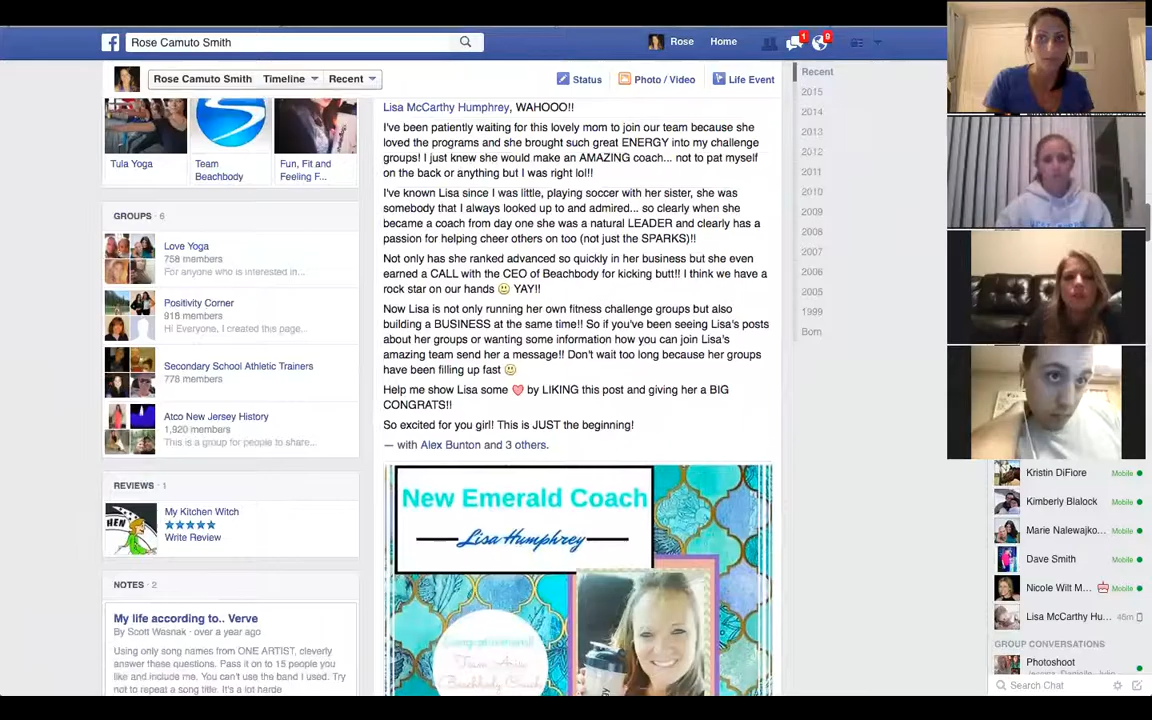 Rose Camuto Smith
Rose
Home
1
9
Rose Camuto Smith
Timeline
Recent
Status
Photo / Video
Life Event
Recent
2015
2014
2013
2012
2011
2010
2009
2008
2007
2006
2005
1999
Born
Tula Yoga
Team
Beachbody
Fun, Fit and
Feeling F...
GROUPS · 6
Love Yoga
758 members
For anyone who is interested in...
Positivity Corner
918 members
Hi Everyone, I created this page...
Secondary School Athletic Trainers
778 members
Atco New Jersey History
1,920 members
This is a group for people to share...
REVIEWS · 1
My Kitchen Witch
Write Review
NOTES · 2
My life according to.. Verve
By Scott Wasnak · over a year ago
Using only song names from ONE ARTIST, cleverly
answer these questions. Pass it on to 15 people you
like and include me. You can't use the band I used. Try
not to repeat a song title. It's a lot harde
Lisa McCarthy Humphrey, WAHOOO!!
I've been patiently waiting for this lovely mom to join our team because she
loved the programs and she brought such great ENERGY into my challenge
groups! I just knew she would make an AMAZING coach... not to pat myself
on the back or anything but I was right lol!!
I've known Lisa since I was little, playing soccer with her sister, she was
somebody that I always looked up to and admired... so clearly when she
became a coach from day one she was a natural LEADER and clearly has a
passion for helping cheer others on too (not just the SPARKS)!!
Not only has she ranked advanced so quickly in her business but she even
earned a CALL with the CEO of Beachbody for kicking butt!! I think we have a
rock star on our hands 🙂 YAY!!
Now Lisa is not only running her own fitness challenge groups but also
building a BUSINESS at the same time!! So if you've been seeing Lisa's posts
about her groups or wanting some information how you can join Lisa's
amazing team send her a message!! Don't wait too long because her groups
have been filling up fast 🙂
Help me show Lisa some by LIKING this post and giving her a BIG
CONGRATS!!
So excited for you girl! This is JUST the beginning!
— with Alex Bunton and 3 others.
New Emerald Coach
Lisa Humphrey
Beachbody Coach
Kristin DiFiore
Mobile
Kimberly Blalock
Mobile
Marie Nalewajko...
Mobile
Dave Smith
Mobile
Nicole Wilt M...
Mobile
Lisa McCarthy Hu...
GROUP CONVERSATIONS
Photoshoot
Search Chat